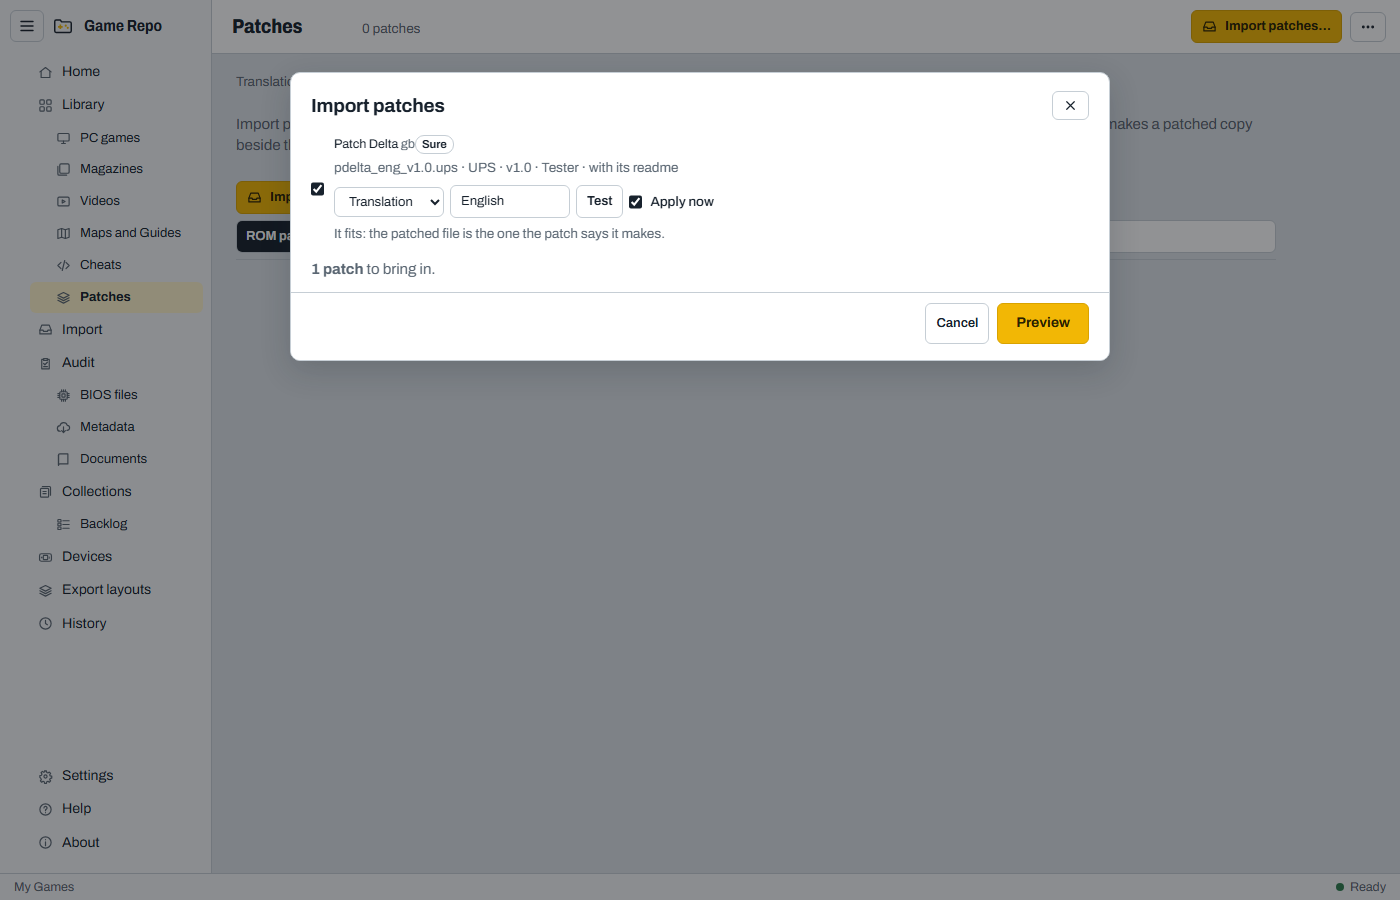 Game Repo
Patches
0 patches
Import patches...
Home
Library
PC games
Magazines
Videos
Maps and Guides
Cheats
Patches
Import
Audit
BIOS files
Metadata
Documents
Collections
Backlog
Devices
Export layouts
History
Settings
Help
About
Import patches
Patch Delta gb Sure
pdelta_eng_v1.0.ups · UPS · v1.0 · Tester · with its readme
Translation English Test Apply now
It fits: the patched file is the one the patch says it makes.
1 patch to bring in.
Cancel Preview
a patched copy
beside
ROM
My Games
Ready